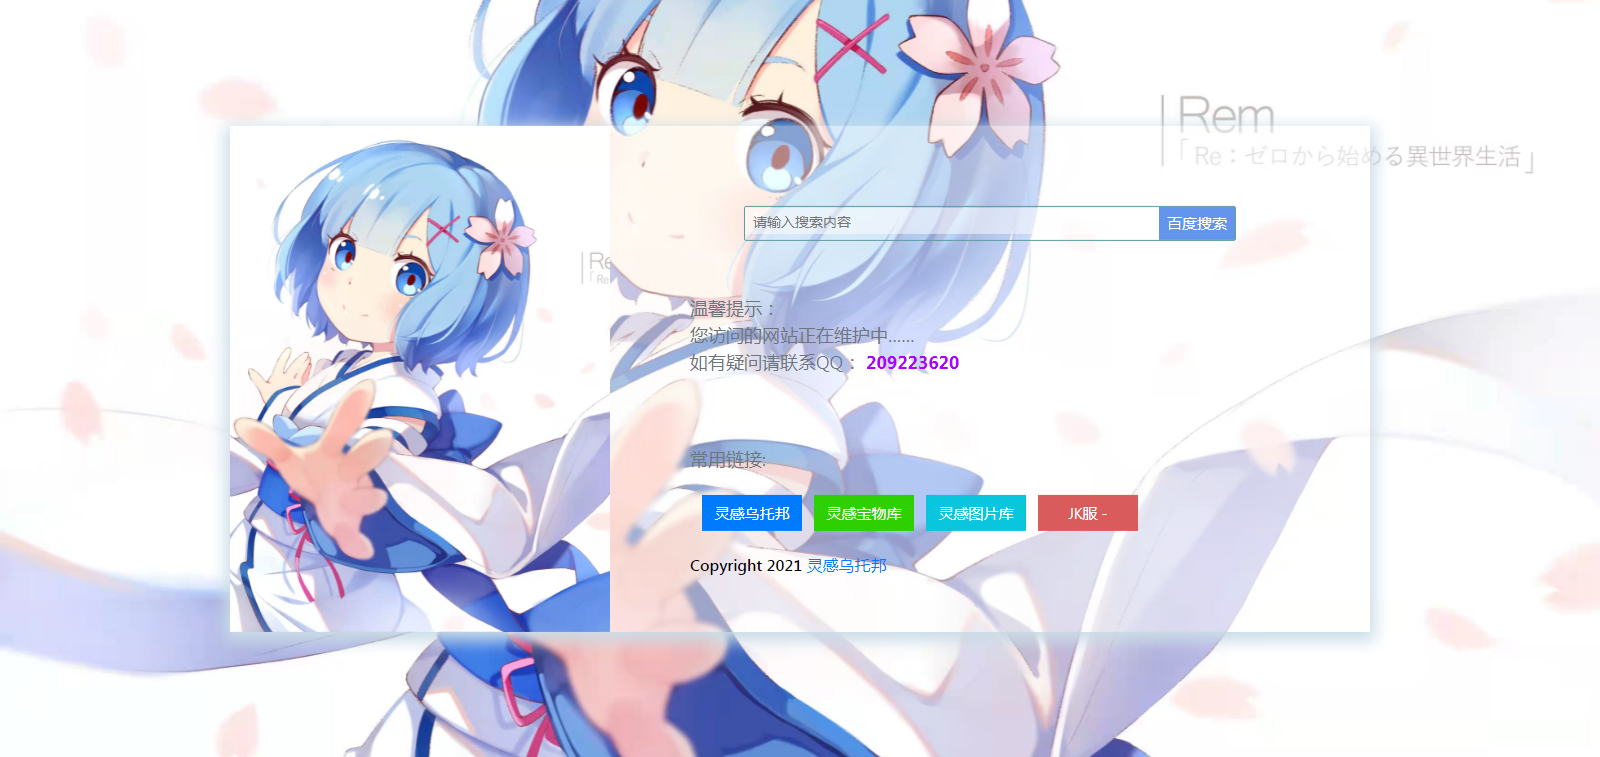 Rem
「Re：ゼロから始める異世界生活」
Re
「Re
请输入搜索内容
百度搜索
温馨提示：
您访问的网站正在维护中......
如有疑问请联系QQ： 209223620
常用链接:
灵感乌托邦
灵感宝物库
灵感图片库
JK服 -
Copyright 2021 灵感乌托邦